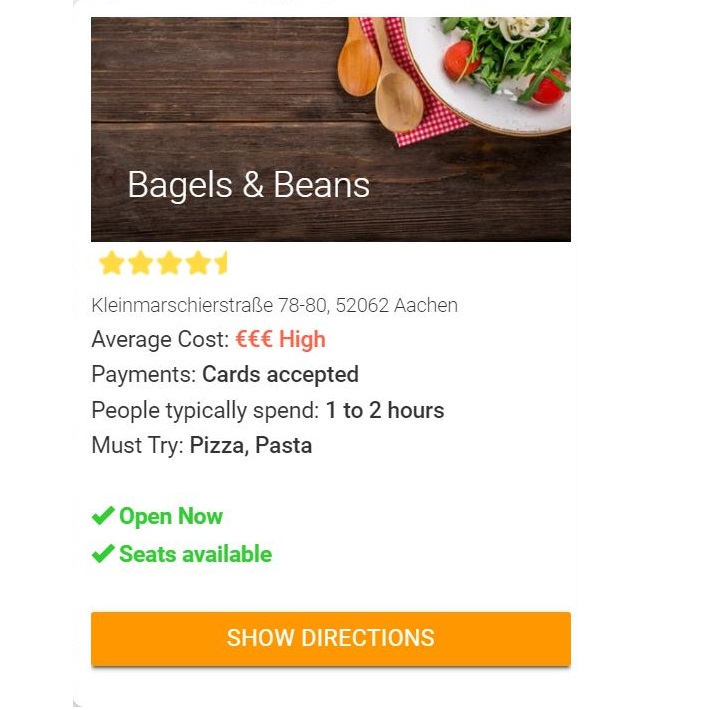 Bagels & Beans
Kleinmarschierstraße 78-80, 52062 Aachen
Average Cost: €€€ High
Payments: Cards accepted
People typically spend: 1 to 2 hours
Must Try: Pizza, Pasta
Open Now
Seats available
SHOW DIRECTIONS